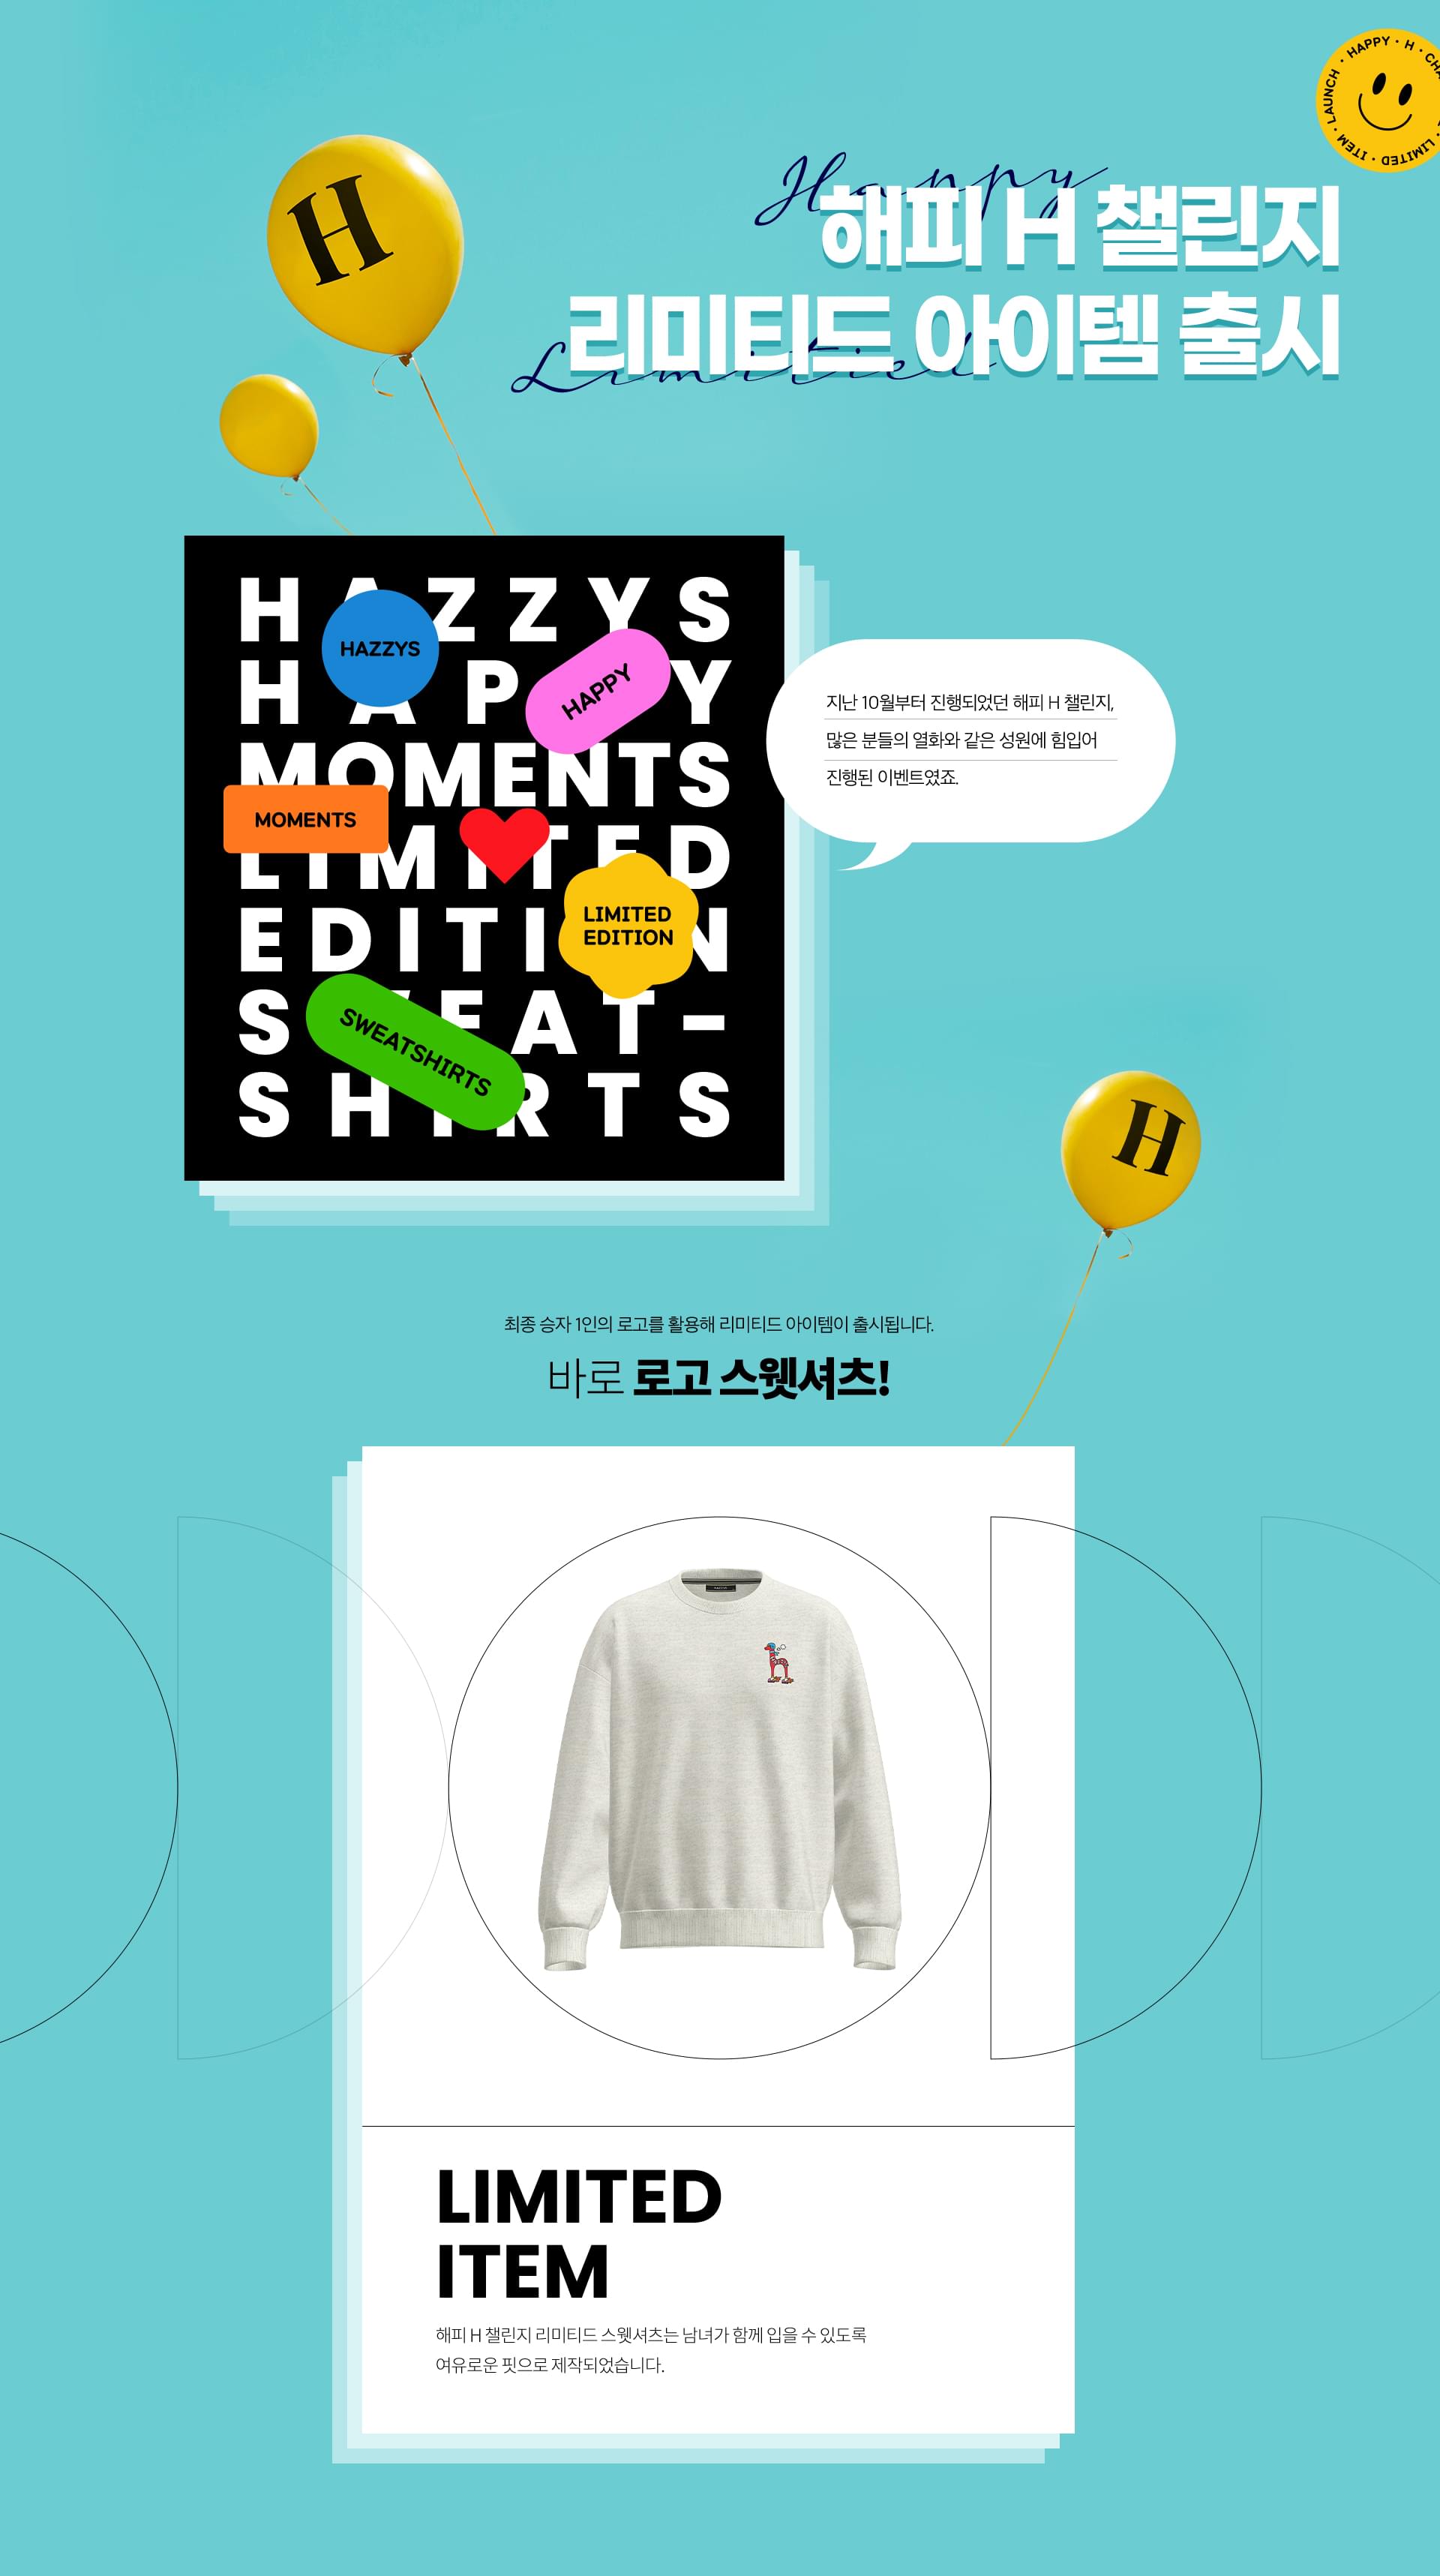 HAPPY · H
LIMITED · ITEM · LAUNCH
Happy
해피 H 챌린지
리미티드 아이템 출시
Limitied
H
HAZZYS
HAPPY
MOMENTS
LIMITED
EDITION
SWEAT-
SHIRTS
HAZZYS
HAPPY
MOMENTS
LIMITED
EDITION
SWEATSHIRTS
지난 10월부터 진행되었던 해피 H 챌린지,
많은 분들의 열화와 같은 성원에 힘입어
진행된 이벤트였죠.
H
최종 승자 1인의 로고를 활용해 리미티드 아이템이 출시됩니다.
바로 로고 스웻셔츠!
LIMITED
ITEM
해피 H 챌린지 리미티드 스웻셔츠는 남녀가 함께 입을 수 있도록
여유로운 핏으로 제작되었습니다.